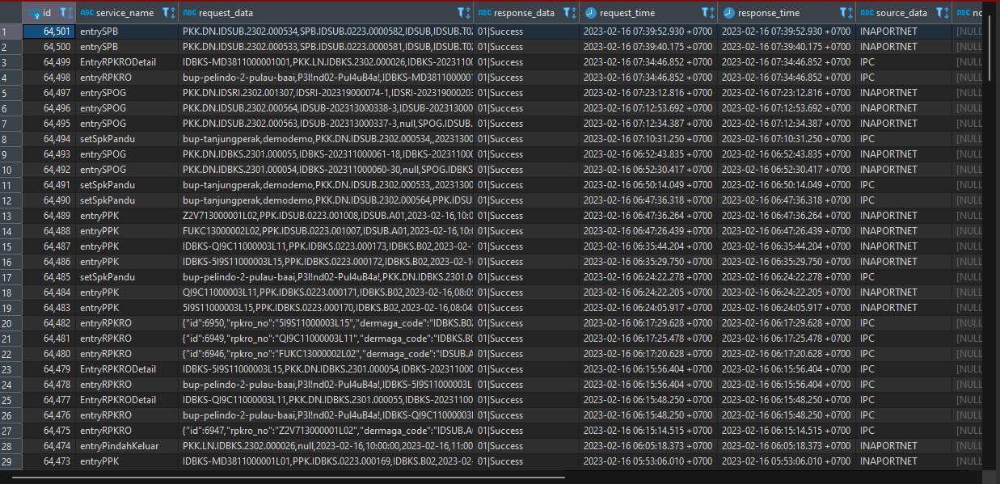 id ABC service_name ABC request_data ABC response_data request_time response_time ABC source_data ABC no
1 64,501 entrySPB PKK.DN.IDSUB.2302.000534,SPB.IDSUB.0223.0000582,IDSUB,IDSUB.T02 01|Success 2023-02-16 07:39:52.930 +0700 2023-02-16 07:39:52.930 +0700 INAPORTNET [NULL
2 64,500 entrySPB PKK.DN.IDSUB.2302.000533,SPB.IDSUB.0223.0000581,IDSUB,IDSUB.T02 01|Success 2023-02-16 07:39:40.175 +0700 2023-02-16 07:39:40.175 +0700 INAPORTNET [NULL
3 64,499 EntryRPKRODetail IDBKS-MD3811000001001,PKK.LN.IDBKS.2302.000026,IDBKS-20231100 01|Success 2023-02-16 07:34:46.852 +0700 2023-02-16 07:34:46.852 +0700 IPC [NULL
4 64,498 entryRPKRO bup-pelindo-2-pulau-baai,P3l!nd02-Pul4uB4a!,IDBKS-MD3811000001 01|Success 2023-02-16 07:34:46.852 +0700 2023-02-16 07:34:46.852 +0700 IPC [NULL
5 64,497 entrySPOG PKK.DN.IDSRI.2302.001307,IDSRI-202319000074-1,IDSRI-202319000203 01|Success 2023-02-16 07:23:12.816 +0700 2023-02-16 07:23:12.816 +0700 INAPORTNET [NULL
6 64,496 entrySPOG PKK.DN.IDSUB.2302.000564,IDSUB-202313000338-3,IDSUB-202313000 01|Success 2023-02-16 07:12:53.692 +0700 2023-02-16 07:12:53.692 +0700 INAPORTNET [NULL
7 64,495 entrySPOG PKK.DN.IDSUB.2302.000563,IDSUB-202313000337-3,null,SPOG.IDSUB. 01|Success 2023-02-16 07:12:34.387 +0700 2023-02-16 07:12:34.387 +0700 INAPORTNET [NULL
8 64,494 setSpkPandu bup-tanjungperak,demodemo,PKK.DN.IDSUB.2302.000534,,20231300 01|Success 2023-02-16 07:10:31.250 +0700 2023-02-16 07:10:31.250 +0700 IPC [NULL
9 64,493 entrySPOG PKK.DN.IDBKS.2301.000055,IDBKS-202311000061-18,IDBKS-20231100 01|Success 2023-02-16 06:52:43.835 +0700 2023-02-16 06:52:43.835 +0700 INAPORTNET [NULL
10 64,492 entrySPOG PKK.DN.IDBKS.2301.000054,IDBKS-202311000060-30,null,SPOG.IDBKS 01|Success 2023-02-16 06:52:30.417 +0700 2023-02-16 06:52:30.417 +0700 INAPORTNET [NULL
11 64,491 setSpkPandu bup-tanjungperak,demodemo,PKK.DN.IDSUB.2302.000533,,20231300 01|Success 2023-02-16 06:50:14.049 +0700 2023-02-16 06:50:14.049 +0700 IPC [NULL
12 64,490 setSpkPandu bup-tanjungperak,demodemo,PKK.DN.IDSUB.2302.000564,PPK.IDSU 01|Success 2023-02-16 06:47:36.318 +0700 2023-02-16 06:47:36.318 +0700 IPC [NULL
13 64,489 entryPPK Z2V713000001L02,PPK.IDSUB.0223.001008,IDSUB.A01,2023-02-16,10:0 01|Success 2023-02-16 06:47:36.264 +0700 2023-02-16 06:47:36.264 +0700 INAPORTNET [NULL
14 64,488 entryPPK FUKC13000002L02,PPK.IDSUB.0223.001007,IDSUB.A01,2023-02-16,10: 01|Success 2023-02-16 06:47:26.439 +0700 2023-02-16 06:47:26.439 +0700 INAPORTNET [NULL
15 64,487 entryPPK IDBKS-QI9C11000003L11,PPK.IDBKS.0223.000173,IDBKS.B02,2023-02- 01|Success 2023-02-16 06:35:44.204 +0700 2023-02-16 06:35:44.204 +0700 INAPORTNET [NULL
16 64,486 entryPPK IDBKS-5I9S11000003L15,PPK.IDBKS.0223.000172,IDBKS.B02,2023-02-1 01|Success 2023-02-16 06:35:29.750 +0700 2023-02-16 06:35:29.750 +0700 INAPORTNET [NULL
17 64,485 setSpkPandu bup-pelindo-2-pulau-baai,P3l!nd02-Pul4uB4a!,PKK.DN.IDBKS.2301.0 01|Success 2023-02-16 06:24:22.278 +0700 2023-02-16 06:24:22.278 +0700 IPC [NULL
18 64,484 entryPPK QI9C11000003L11,PPK.IDBKS.0223.000171,IDBKS.B02,2023-02-16,08:0 01|Success 2023-02-16 06:24:22.205 +0700 2023-02-16 06:24:22.205 +0700 INAPORTNET [NULL
19 64,483 entryPPK 5I9S11000003L15,PPK.IDBKS.0223.000170,IDBKS.B02,2023-02-16,08:04 01|Success 2023-02-16 06:24:05.917 +0700 2023-02-16 06:24:05.917 +0700 INAPORTNET [NULL
20 64,482 entryRPKRO {"id":6950,"rpkro_no":"5I9S11000003L15","dermaga_code":"IDBKS.B02 01|Success 2023-02-16 06:17:29.628 +0700 2023-02-16 06:17:29.628 +0700 IPC [NULL
21 64,481 entryRPKRO {"id":6949,"rpkro_no":"QI9C11000003L11","dermaga_code":"IDBKS.B0 01|Success 2023-02-16 06:17:25.478 +0700 2023-02-16 06:17:25.478 +0700 IPC [NULL
22 64,480 entryRPKRO {"id":6946,"rpkro_no":"FUKC13000002L02","dermaga_code":"IDSUB.A 01|Success 2023-02-16 06:17:20.628 +0700 2023-02-16 06:17:20.628 +0700 IPC [NULL
23 64,479 EntryRPKRODetail IDBKS-5I9S11000003L15,PKK.DN.IDBKS.2301.000054,IDBKS-20231100 01|Success 2023-02-16 06:15:56.404 +0700 2023-02-16 06:15:56.404 +0700 IPC [NULL
24 64,478 entryRPKRO bup-pelindo-2-pulau-baai,P3l!nd02-Pul4uB4a!,IDBKS-5I9S11000003L 01|Success 2023-02-16 06:15:56.404 +0700 2023-02-16 06:15:56.404 +0700 IPC [NULL
25 64,477 EntryRPKRODetail IDBKS-QI9C11000003L11,PKK.DN.IDBKS.2301.000055,IDBKS-20231100 01|Success 2023-02-16 06:15:48.250 +0700 2023-02-16 06:15:48.250 +0700 IPC [NULL
26 64,476 entryRPKRO bup-pelindo-2-pulau-baai,P3l!nd02-Pul4uB4a!,IDBKS-QI9C11000003L 01|Success 2023-02-16 06:15:48.250 +0700 2023-02-16 06:15:48.250 +0700 IPC [NULL
27 64,475 entryRPKRO {"id":6947,"rpkro_no":"Z2V713000001L02","dermaga_code":"IDSUB.A0 01|Success 2023-02-16 06:15:14.515 +0700 2023-02-16 06:15:14.515 +0700 IPC [NULL
28 64,474 entryPindahKeluar PKK.LN.IDBKS.2302.000026,null,2023-02-16,10:00:00,2023-02-16,11:00 01|Success 2023-02-16 06:05:18.373 +0700 2023-02-16 06:05:18.373 +0700 INAPORTNET [NULL
29 64,473 entryPPK IDBKS-MD3811000001L01,PPK.IDBKS.0223.000169,IDBKS.B02,2023-02- 01|Success 2023-02-16 05:53:06.010 +0700 2023-02-16 05:53:06.010 +0700 INAPORTNET [NULL